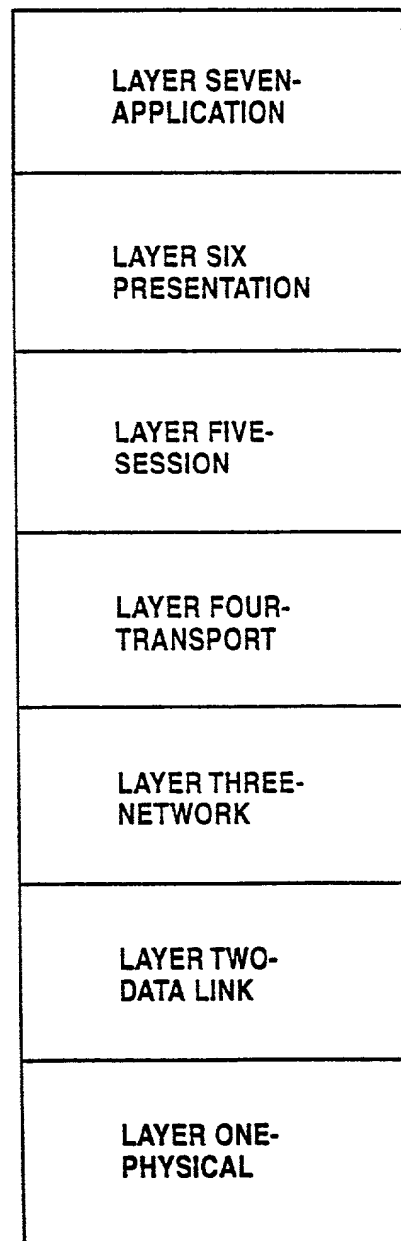 LAYER SEVEN-
APPLICATION
LAYER SIX
PRESENTATION
LAYER FIVE-
SESSION
LAYER FOUR-
TRANSPORT
LAYER THREE-
NETWORK
LAYER TWO-
DATA LINK
LAYER ONE-
PHYSICAL